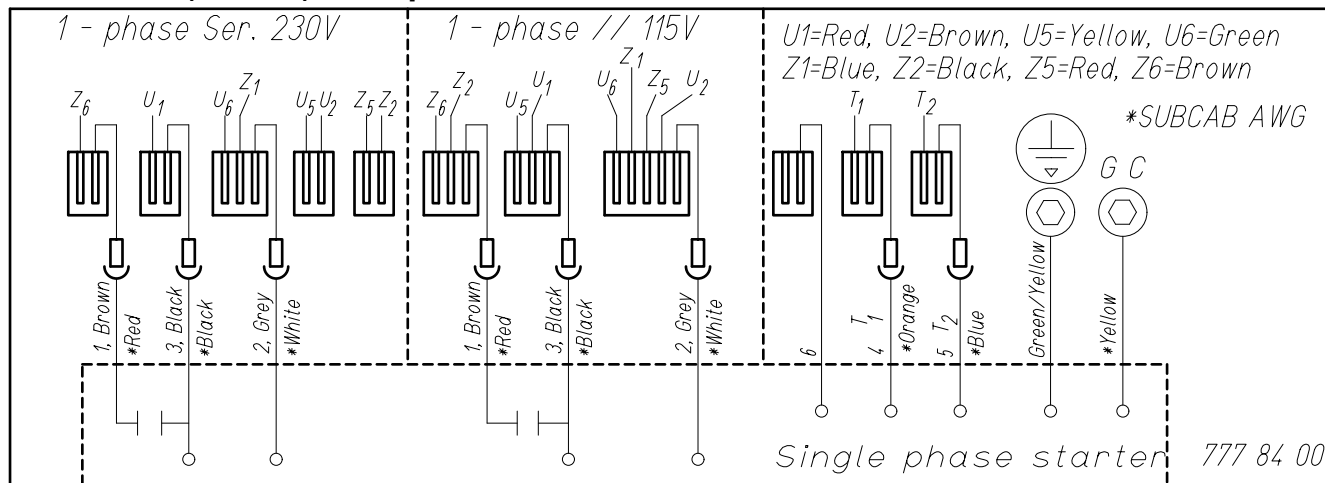 1 - phase Ser. 230V
Z6 U1 U6 Z1 U5 U2 Z5 Z2
1, Brown
*Red
3, Black
*Black
2, Grey
*White
1 - phase // 115V
Z6 Z2 U5 U1 U6 Z1 Z5 U2
1, Brown
*Red
3, Black
*Black
2, Grey
*White
U1=Red, U2=Brown, U5=Yellow, U6=Green
Z1=Blue, Z2=Black, Z5=Red, Z6=Brown
*SUBCAB AWG
T1 T2
G C
6
4 T1
*Orange
5 T2
*Blue
Green/Yellow
*Yellow
Single phase starter
777 84 00